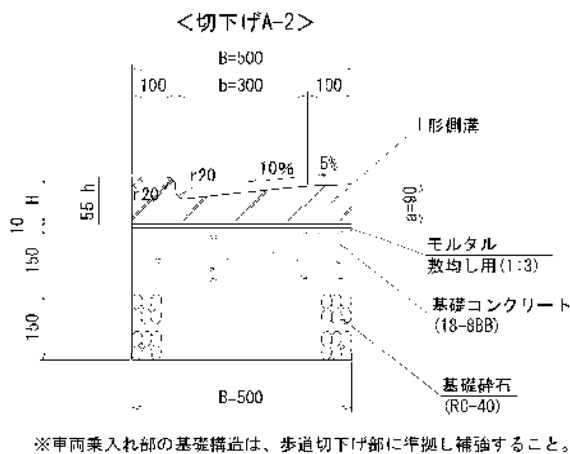 <切下げA-2>
B=500
100 b=300 100
L形側溝
r20 10% 5%
r20
55 h
H
a=90
10
150
モルタル
敷均し用(1:3)
基礎コンクリート
(18-8BB)
150
基礎砕石
(RC-40)
B=500
※車両乗入れ部の基礎構造は、歩道切下げ部に準拠し補強すること。